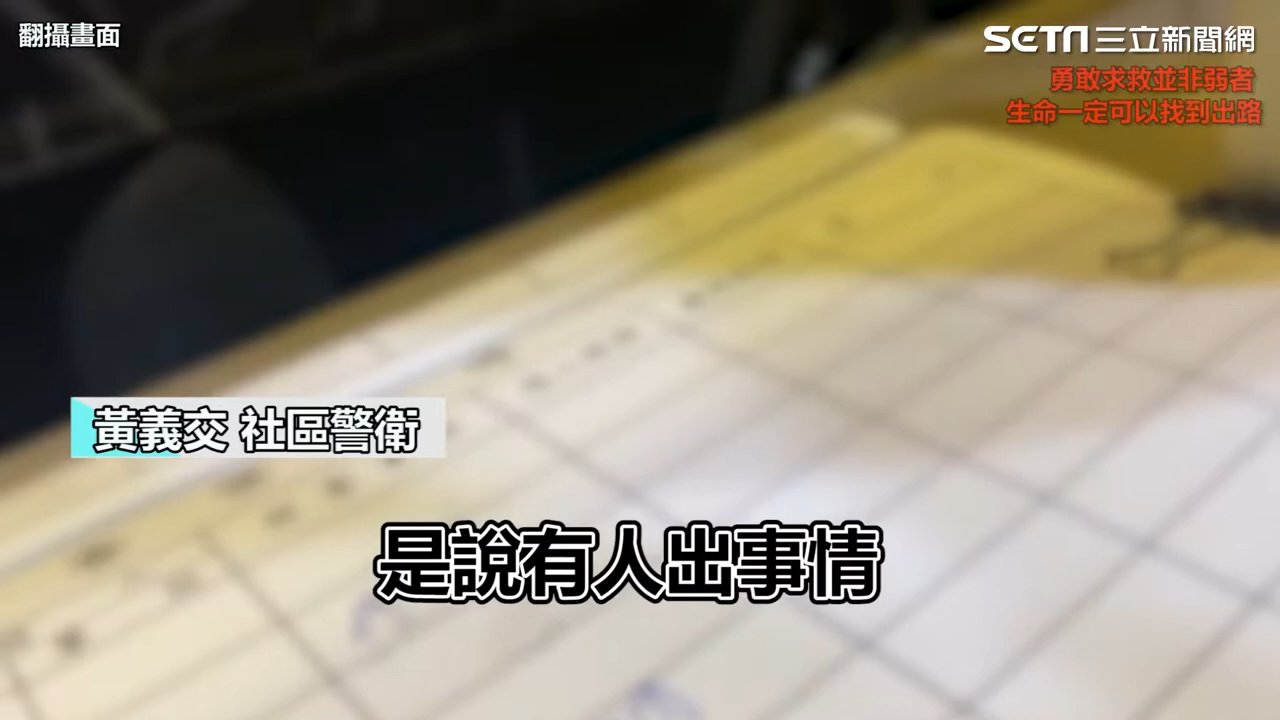 翻攝畫面
SETN三立新聞網
勇敢求救並非弱者
生命一定可以找到出路
黃義交 社區警衛
是說有人出事情